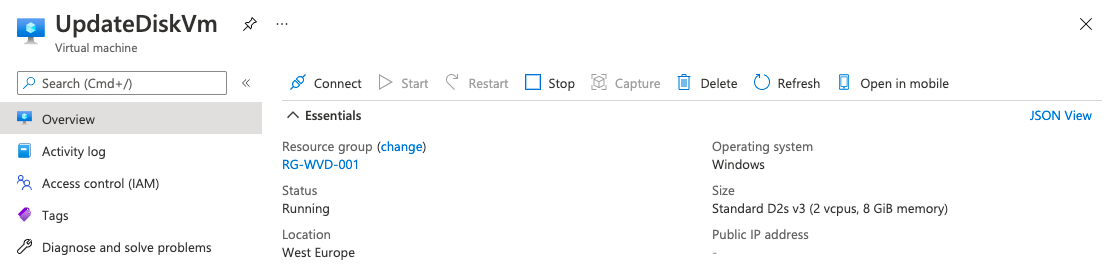 UpdateDiskVm ...
Virtual machine
Search (Cmd+/) «
Connect Start Restart Stop Capture Delete Refresh Open in mobile
Overview
Activity log
Access control (IAM)
Tags
Diagnose and solve problems
Essentials JSON View
Resource group (change)
RG-WVD-001
Status
Running
Location
West Europe
Operating system
Windows
Size
Standard D2s v3 (2 vcpus, 8 GiB memory)
Public IP address
-